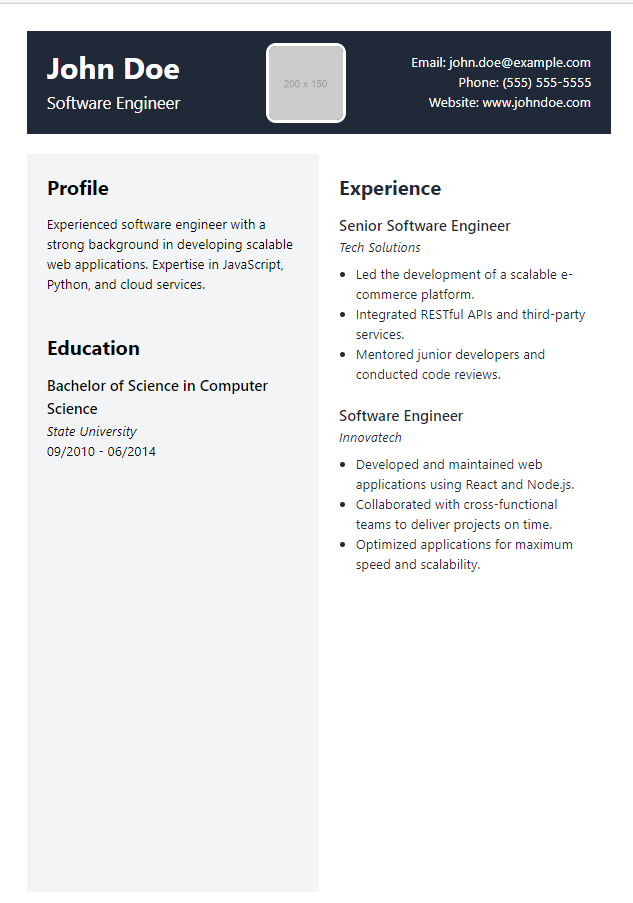 John Doe
Software Engineer
200 x 150
Email: john.doe@example.com
Phone: (555) 555-5555
Website: www.johndoe.com
Profile
Experienced software engineer with a
strong background in developing scalable
web applications. Expertise in JavaScript,
Python, and cloud services.
Education
Bachelor of Science in Computer
Science
State University
09/2010 - 06/2014
Experience
Senior Software Engineer
Tech Solutions
• Led the development of a scalable e-
commerce platform.
• Integrated RESTful APIs and third-party
services.
• Mentored junior developers and
conducted code reviews.
Software Engineer
Innovatech
• Developed and maintained web
applications using React and Node.js.
• Collaborated with cross-functional
teams to deliver projects on time.
• Optimized applications for maximum
speed and scalability.